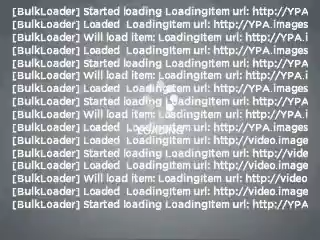 [BulkLoader] Started loading LoadingItem url: http://YPA
[BulkLoader] Loaded  LoadingItem url: http://YPA.images
[BulkLoader] Will load item: LoadingItem url: http://YPA.i
[BulkLoader] Loaded  LoadingItem url: http://YPA.images
[BulkLoader] Started loading LoadingItem url: http://YPA
[BulkLoader] Will load item: LoadingItem url: http://YPA.i
[BulkLoader] Loaded  LoadingItem url: http://YPA.images
[BulkLoader] Started loading LoadingItem url: http://YPA
[BulkLoader] Will load item: LoadingItem url: http://YPA.i
[BulkLoader] Loaded  LoadingItem url: http://YPA.images
[BulkLoader] Loaded  LoadingItem url: http://video.image
[BulkLoader] Started loading LoadingItem url: http://vide
[BulkLoader] Loaded  LoadingItem url: http://video.image
[BulkLoader] Will load item: LoadingItem url: http://video
[BulkLoader] Loaded  LoadingItem url: http://video.image
[BulkLoader] Started loading LoadingItem url: http://YPA